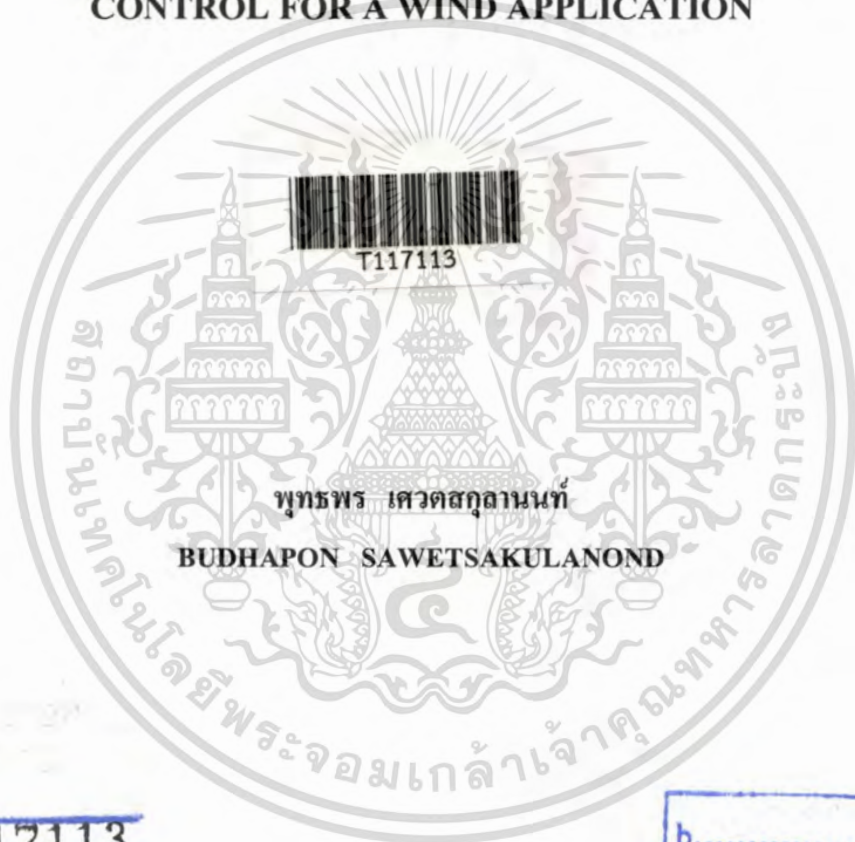 CONTROL FOR A WIND APPLICATION
T117113
สถาบันเทคโนโลยีพระจอมเกล้าเจ้าคุณทหารลาดกระบัง
พุทธพร เศวตสกุลานนท์
BUDHAPON SAWETSAKULANOND
17113
b